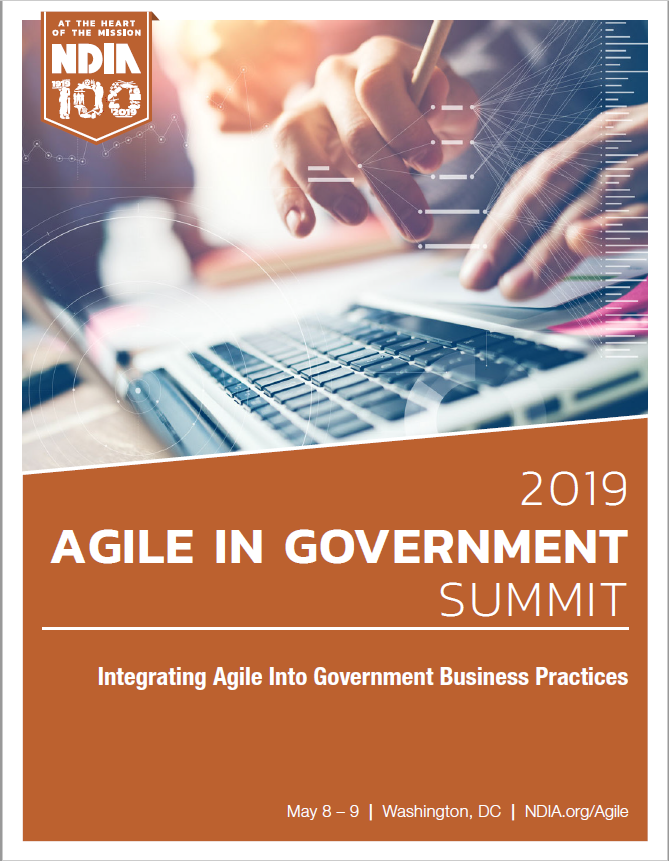 AT THE HEART
OF THE MISSION
NDIA
1919 100 2019
2019
AGILE IN GOVERNMENT
SUMMIT
Integrating Agile Into Government Business Practices
May 8 – 9 | Washington, DC | NDIA.org/Agile